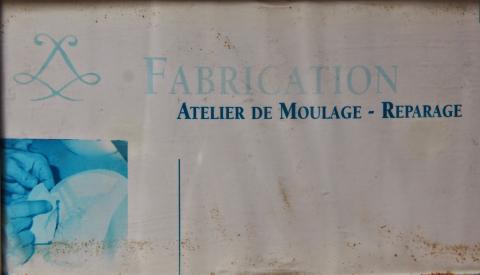 FABRICATION
ATELIER DE MOULAGE - REPARAGE